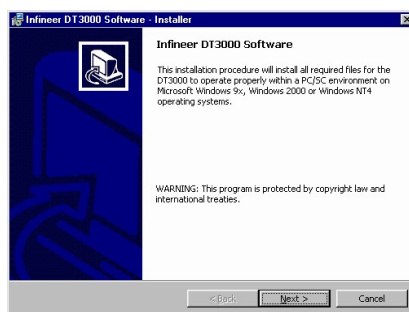 Infineer DT3000 Software - Installer
Infineer DT3000 Software
This installation procedure will install all required files for the
DT3000 to operate properly within a PC/SC environment on
Microsoft Windows 9x, Windows 2000 or Windows NT4
operating systems.
WARNING: This program is protected by copyright law and
international treaties.
< Back
Next >
Cancel